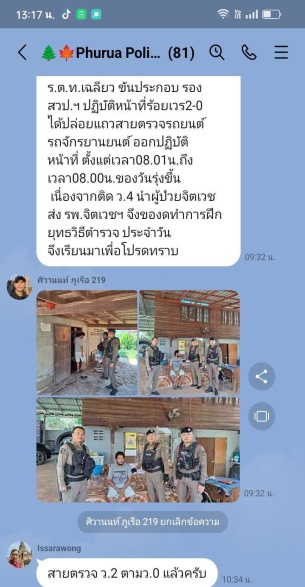 13:17 น.
Phurua Poli... (81)
ร.ต.ท.เฉลียว ขันประกอบ รอง
สวป.ฯ ปฏิบัติหน้าที่ร้อยเวร2-0
ได้ปล่อยแถวสายตรวจรถยนต์
รถจักรยานยนต์ ออกปฏิบัติ
หน้าที่ ตั้งแต่เวลา08.01น.ถึง
เวลา08.00น.ของวันรุ่งขึ้น
เนื่องจากติด ว.4 นำผู้ป่วยจิตเวช
ส่ง รพ.จิตเวชฯ จึงของดทำการฝึก
ยุทธวิธีตำรวจ ประจำวัน
จึงเรียนมาเพื่อโปรดทราบ
09:32 น.
ศิวานนท์ ภูเรือ 219
09:32 น.
ศิวานนท์ ภูเรือ 219 ยกเลิกข้อความ
Issarawong
สายตรวจ ว.2 ตามว.0 แล้วครับ
10:34 น.